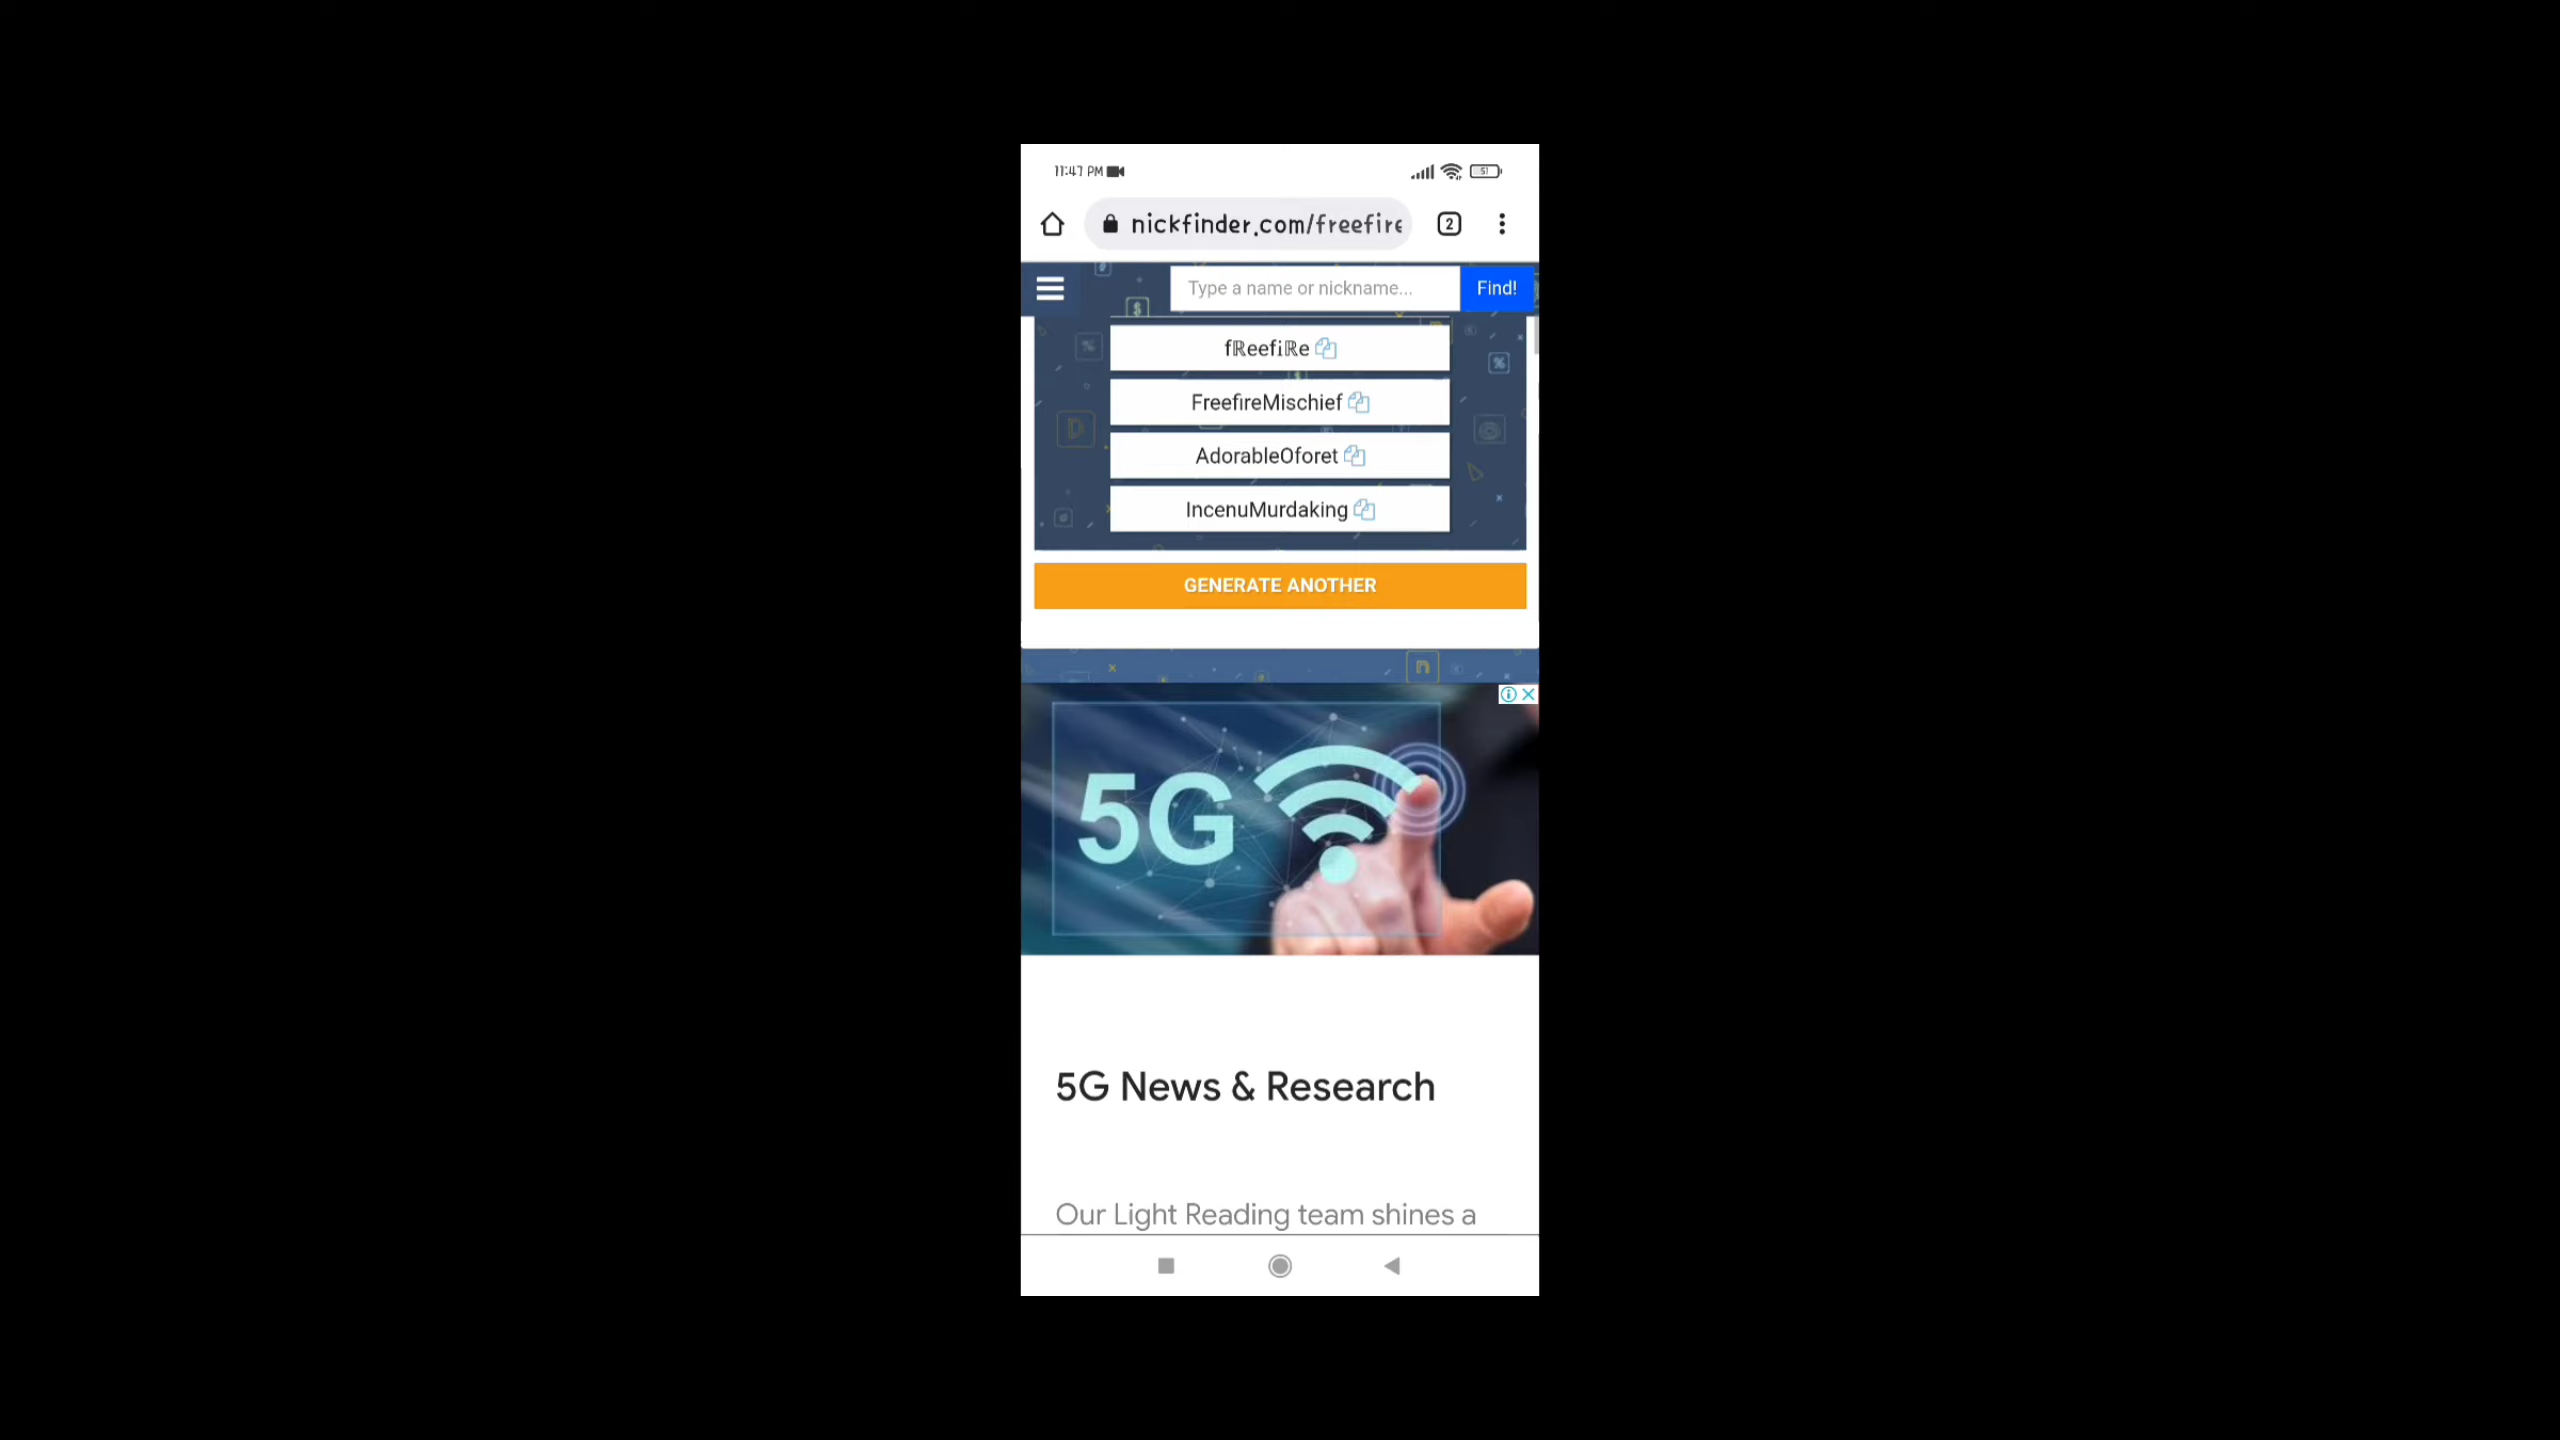 11:47 PM
51
nickfinder.com/freefire
2
Type a name or nickname...
Find!
fℝeefiℝe
FreefireMischief
AdorableOforet
IncenuMurdaking
GENERATE ANOTHER
5G
5G News & Research
Our Light Reading team shines a